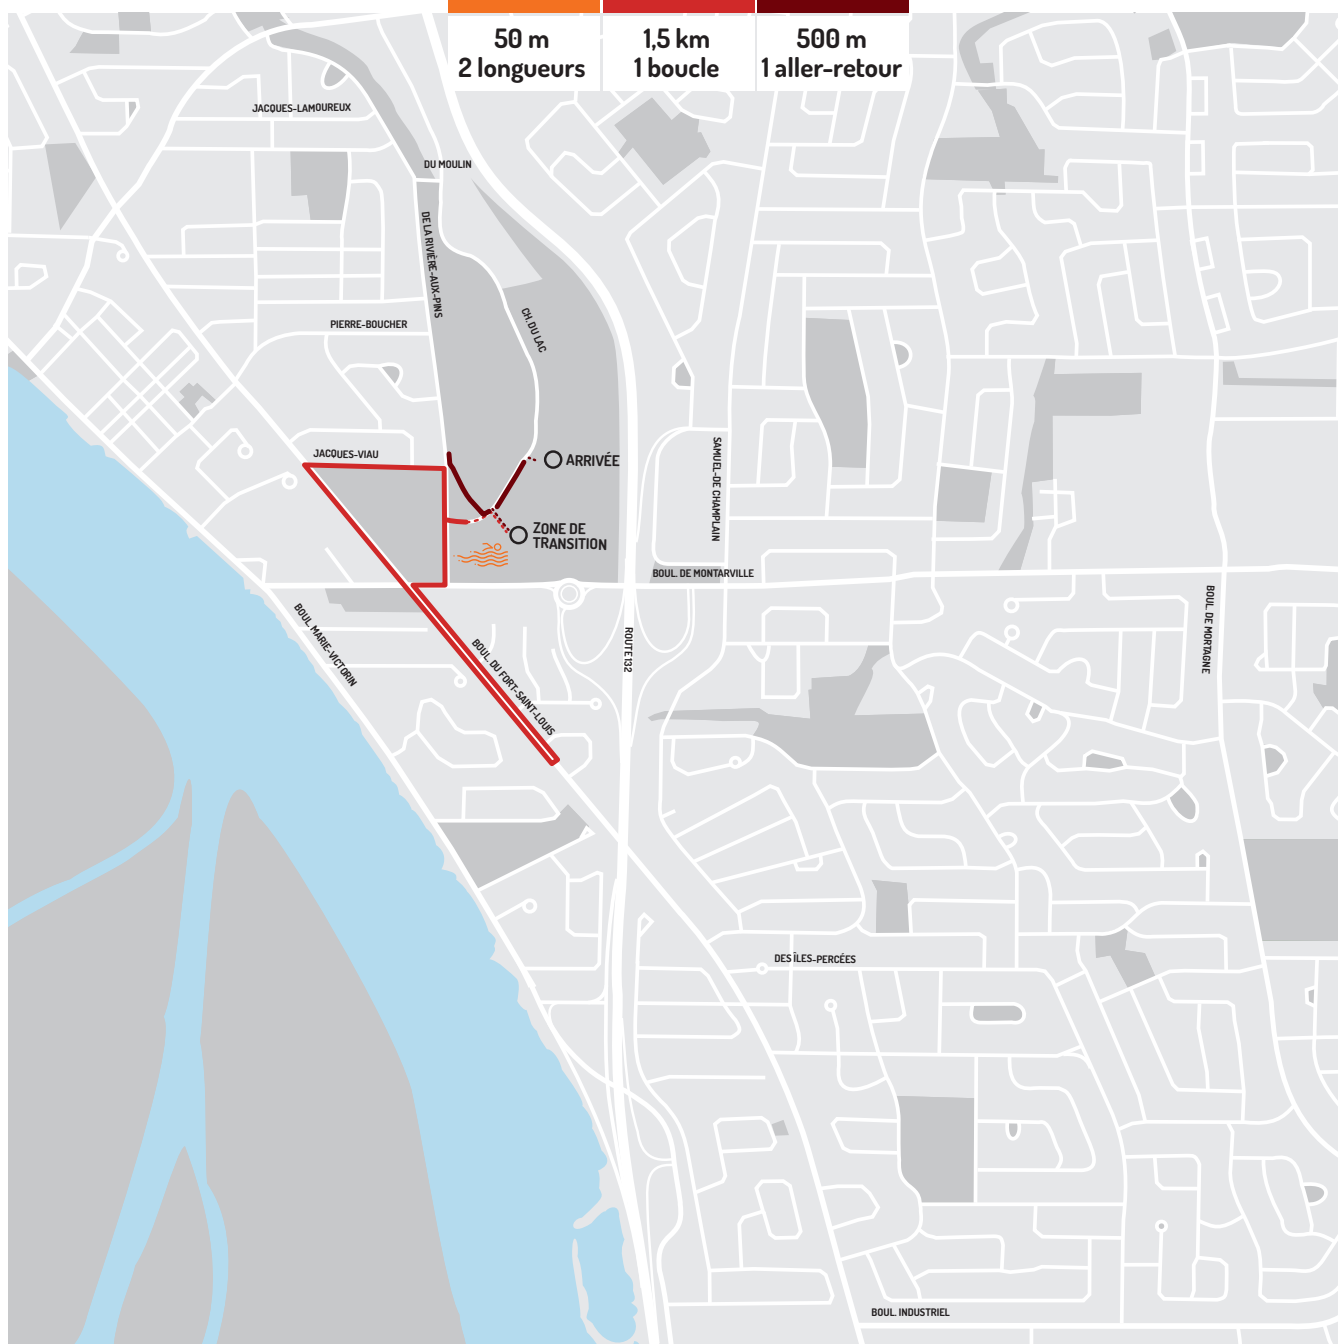 50 m
2 longueurs
1,5 km
1 boucle
500 m
1 aller-retour
JACQUES-LAMOUREUX
DU MOULIN
DE LA RIVIÈRE-AUX-PINS
CH. DU LAC
PIERRE-BOUCHER
JACQUES-VIAU
ARRIVÉE
SAMUEL-DE CHAMPLAIN
ZONE DE
TRANSITION
BOUL. DE MONTARVILLE
BOUL. MARIE-VICTORIN
BOUL. DU FORT-SAINT-LOUIS
ROUTE 132
BOUL. DE MORTAGNE
DES ÎLES-PERCÉES
BOUL. INDUSTRIEL